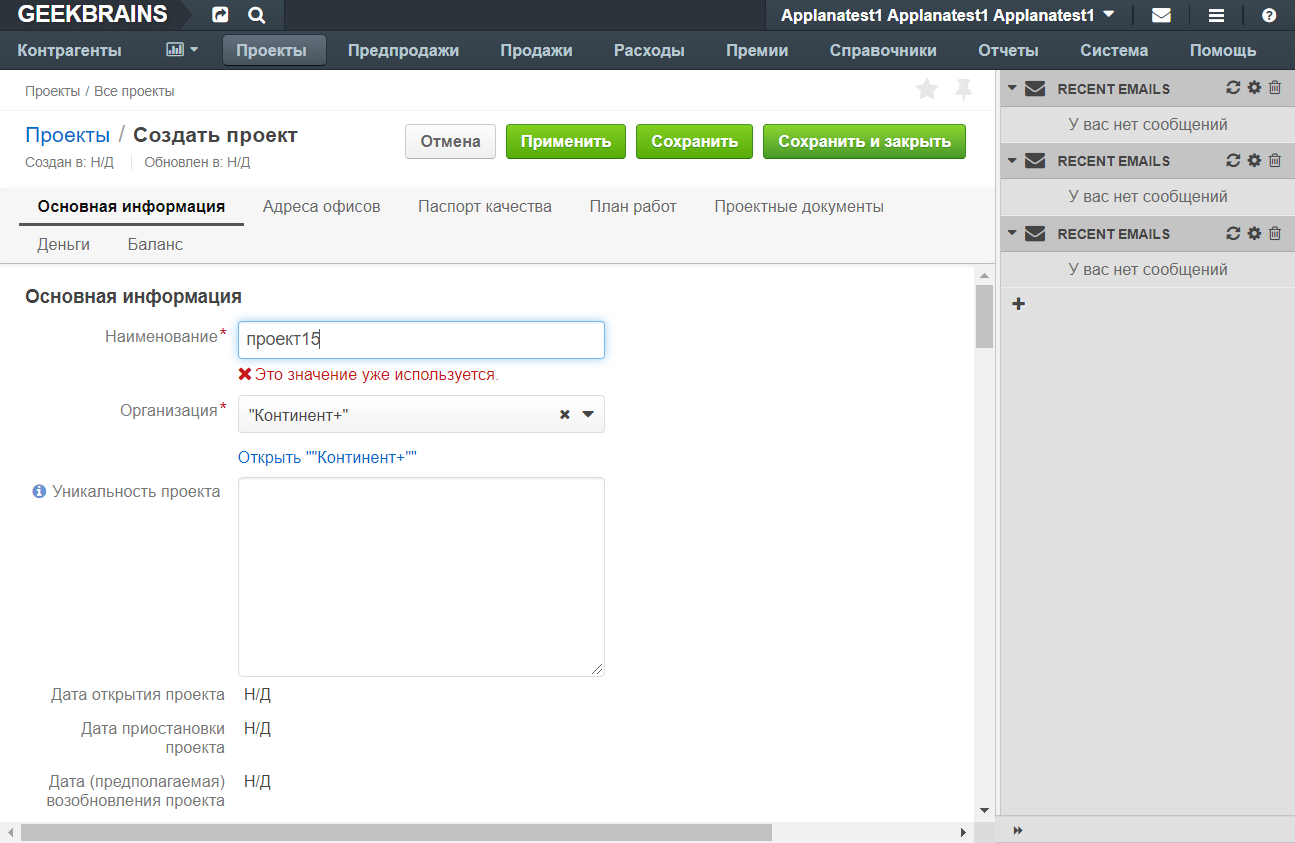 GEEKBRAINS
Applanatest1 Applanatest1 Applanatest1
Контрагенты Проекты Предпродажи Продажи Расходы Премии Справочники Отчеты Система Помощь
Проекты / Все проекты
Проекты / Создать проект
Отмена Применить Сохранить Сохранить и закрыть
Создан в: Н/Д Обновлен в: Н/Д
Основная информация Адреса офисов Паспорт качества План работ Проектные документы
Деньги Баланс
Основная информация
Наименование* проект15
Это значение уже используется.
Организация* "Континент+"
Открыть ""Континент+""
Уникальность проекта
Дата открытия проекта Н/Д
Дата приостановки Н/Д
проекта
Дата (предполагаемая) Н/Д
возобновления проекта
RECENT EMAILS
У вас нет сообщений
RECENT EMAILS
У вас нет сообщений
RECENT EMAILS
У вас нет сообщений